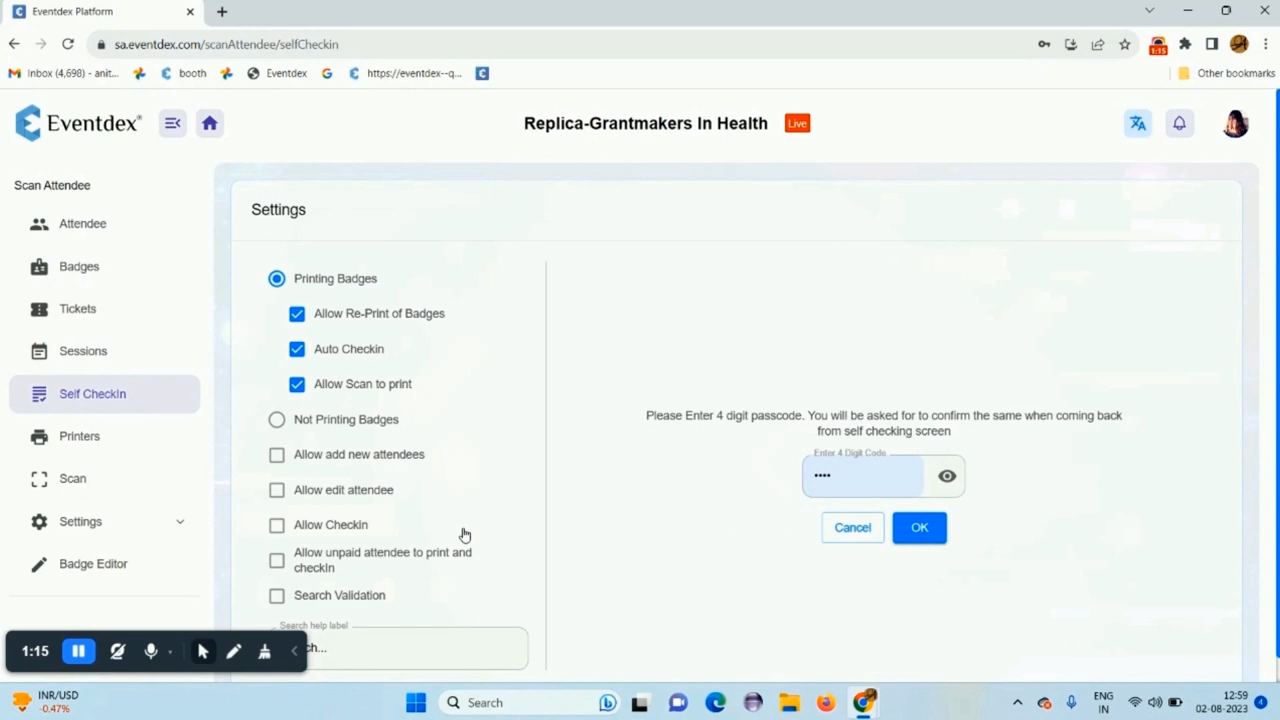 Eventdex Platform
sa.eventdex.com/scanAttendee/selfCheckin
1:15
Inbox (4,698) - anit...
booth
Eventdex
https://eventdex--q...
Other bookmarks
Eventdex®
Replica-Grantmakers In Health
Live
Scan Attendee
Attendee
Badges
Tickets
Sessions
Self CheckIn
Printers
Scan
Settings
Badge Editor
Settings
Printing Badges
Allow Re-Print of Badges
Auto Checkin
Allow Scan to print
Not Printing Badges
Allow add new attendees
Allow edit attendee
Allow Checkin
Allow unpaid attendee to print and
checkIn
Search Validation
Search help label
ch...
Please Enter 4 digit passcode. You will be asked for to confirm the same when coming back
from self checking screen
Enter 4 Digit Code
••••
Cancel
OK
1:15
INR/USD
-0.47%
Search
ENG
IN
12:59
02-08-2023
4